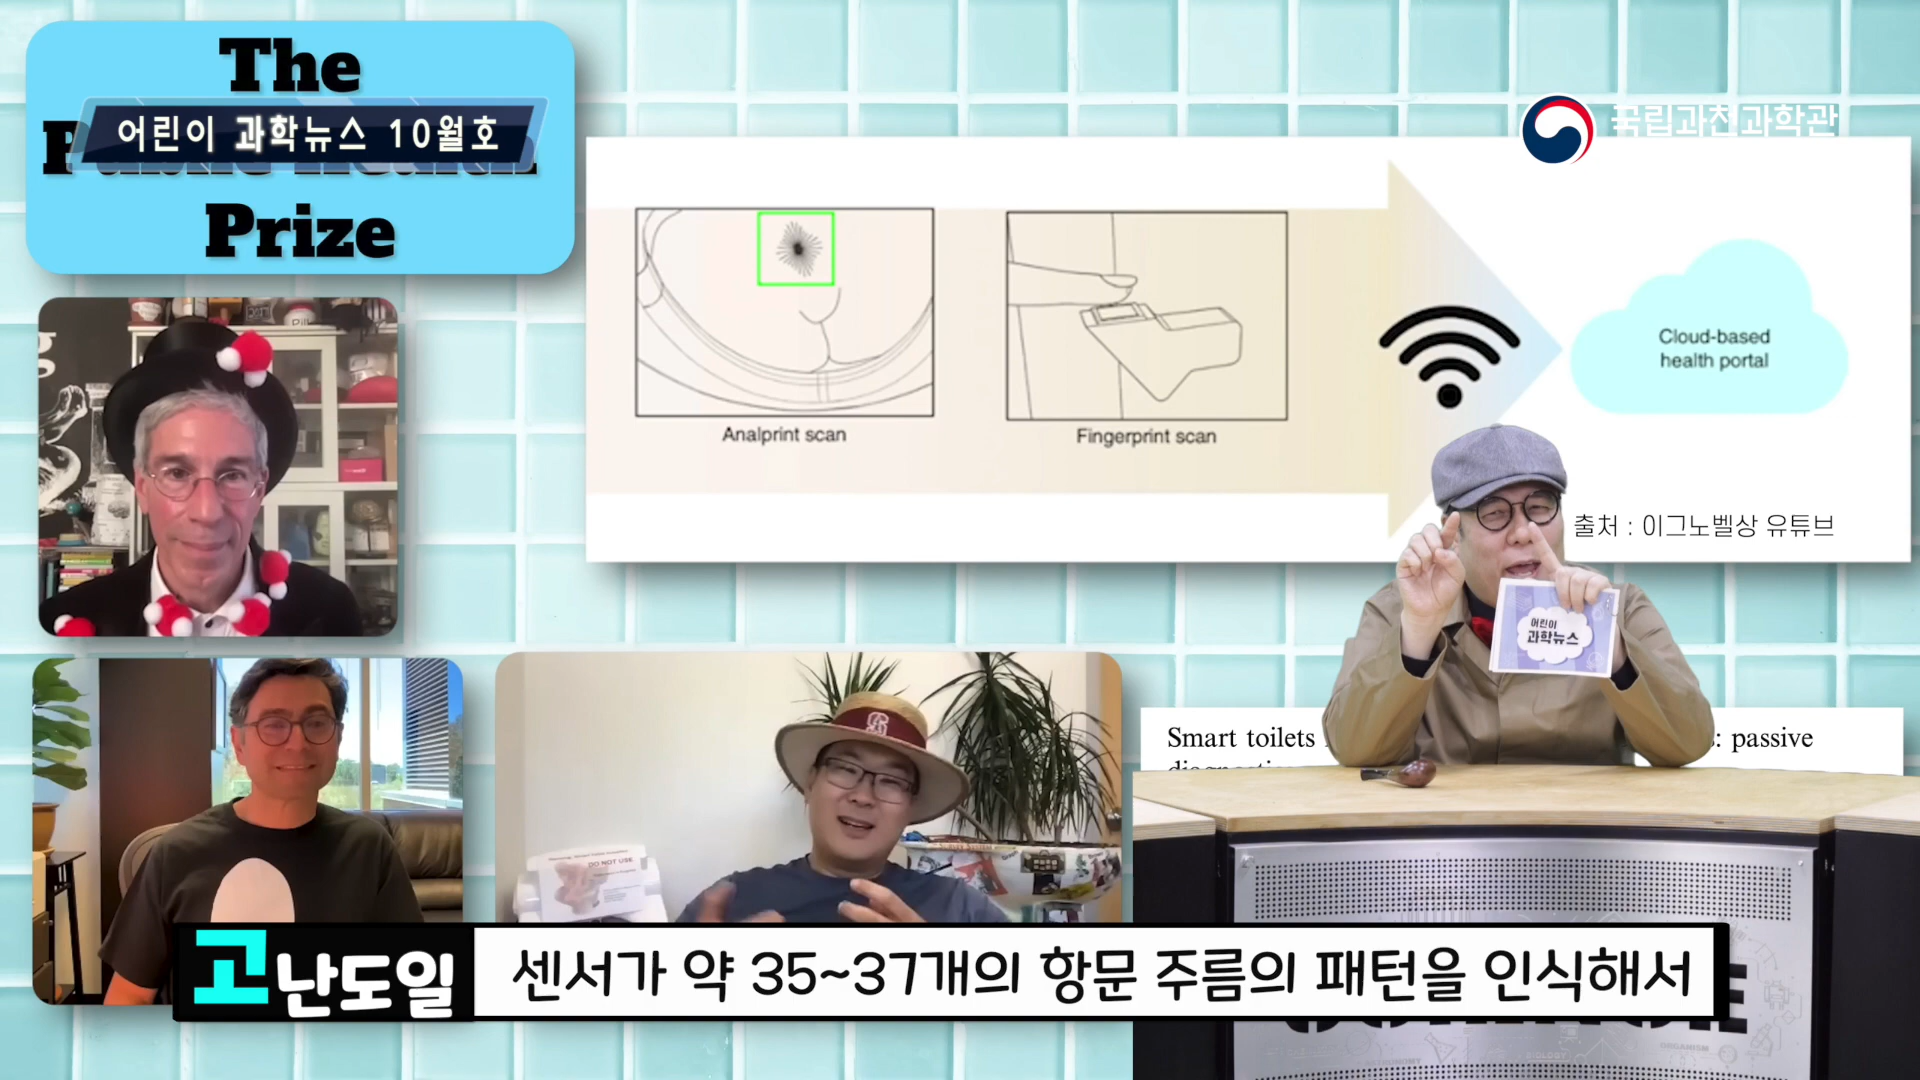 The
Prize
어린이 과학뉴스 10월호
국립과천과학관
Analprint scan
Fingerprint scan
Cloud-based
health portal
출처 : 이그노벨상 유튜브
어린이
과학뉴스
Smart toilets
: passive
DO NOT USE
고난도일
센서가 약 35~37개의 항문 주름의 패턴을 인식해서
ORGANISM
BIOLOGY